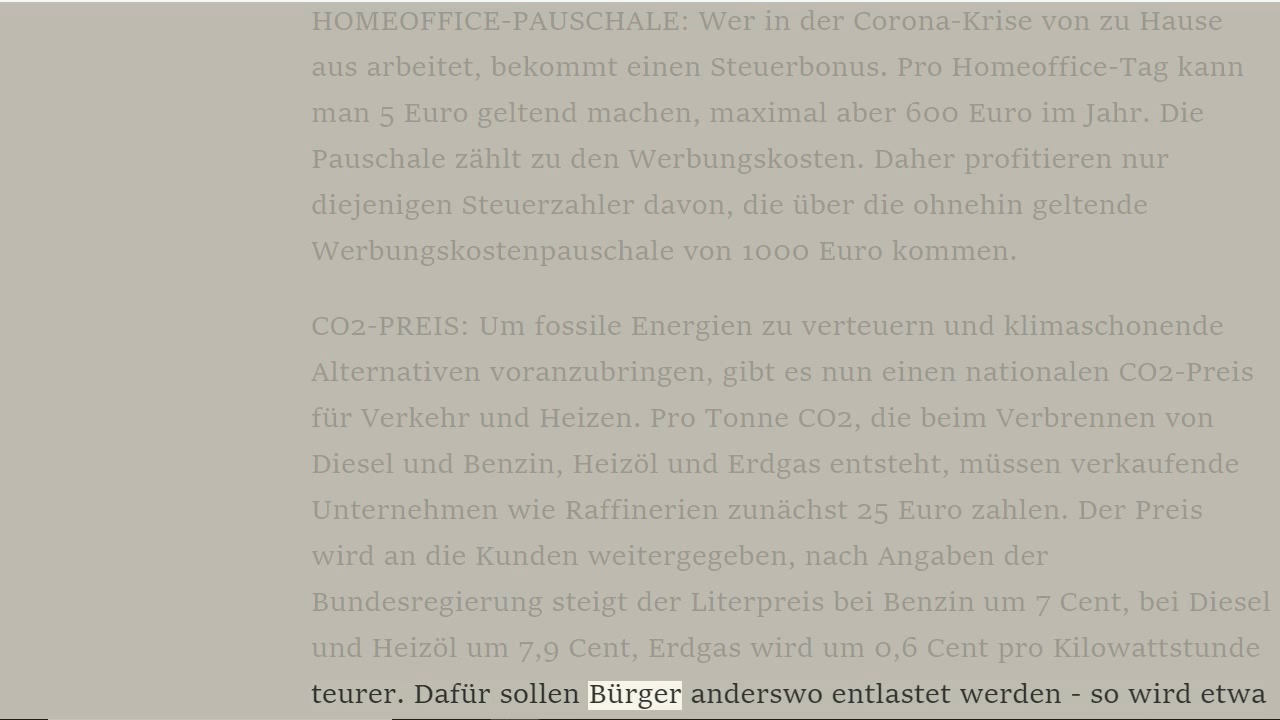 HOMEOFFICE-PAUSCHALE: Wer in der Corona-Krise von zu Hause
aus arbeitet, bekommt einen Steuerbonus. Pro Homeoffice-Tag kann
man 5 Euro geltend machen, maximal aber 600 Euro im Jahr. Die
Pauschale zählt zu den Werbungskosten. Daher profitieren nur
diejenigen Steuerzahler davon, die über die ohnehin geltende
Werbungskostenpauschale von 1000 Euro kommen.
CO2-PREIS: Um fossile Energien zu verteuern und klimaschonende
Alternativen voranzubringen, gibt es nun einen nationalen CO2-Preis
für Verkehr und Heizen. Pro Tonne CO2, die beim Verbrennen von
Diesel und Benzin, Heizöl und Erdgas entsteht, müssen verkaufende
Unternehmen wie Raffinerien zunächst 25 Euro zahlen. Der Preis
wird an die Kunden weitergegeben, nach Angaben der
Bundesregierung steigt der Literpreis bei Benzin um 7 Cent, bei Diesel
und Heizöl um 7,9 Cent, Erdgas wird um 0,6 Cent pro Kilowattstunde
teurer. Dafür sollen Bürger anderswo entlastet werden - so wird etwa